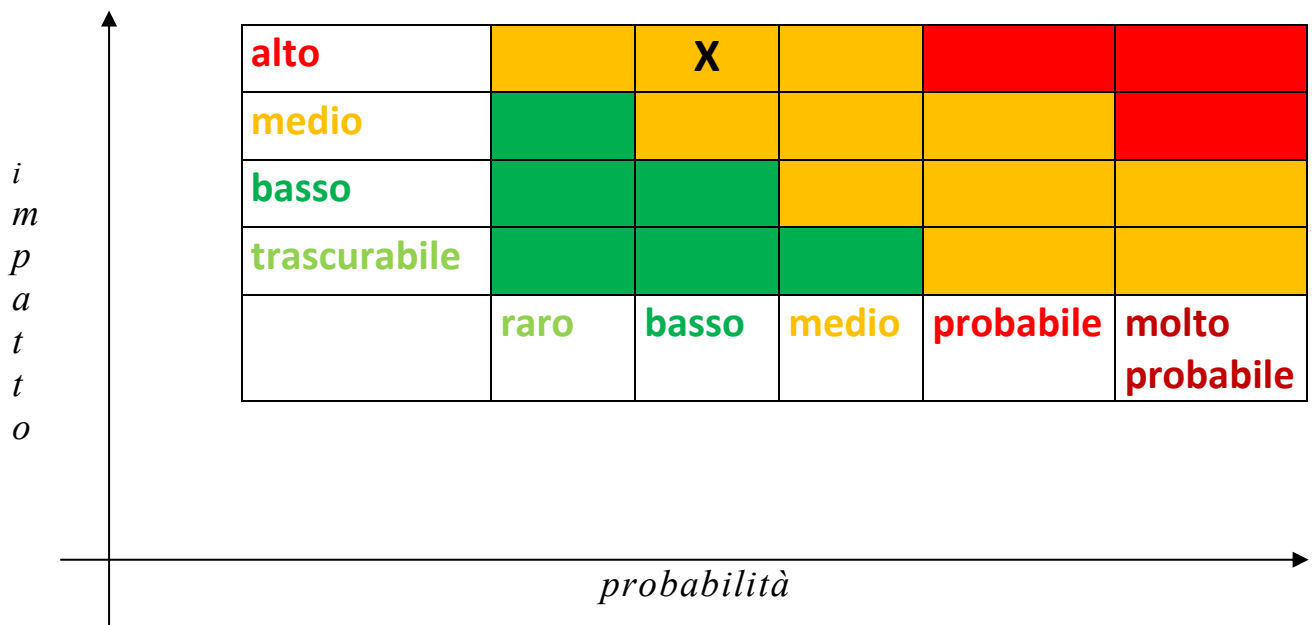 alto X
medio
basso
trascurabile
raro basso medio probabile molto
probabile
i
m
p
a
t
t
o
probabilità